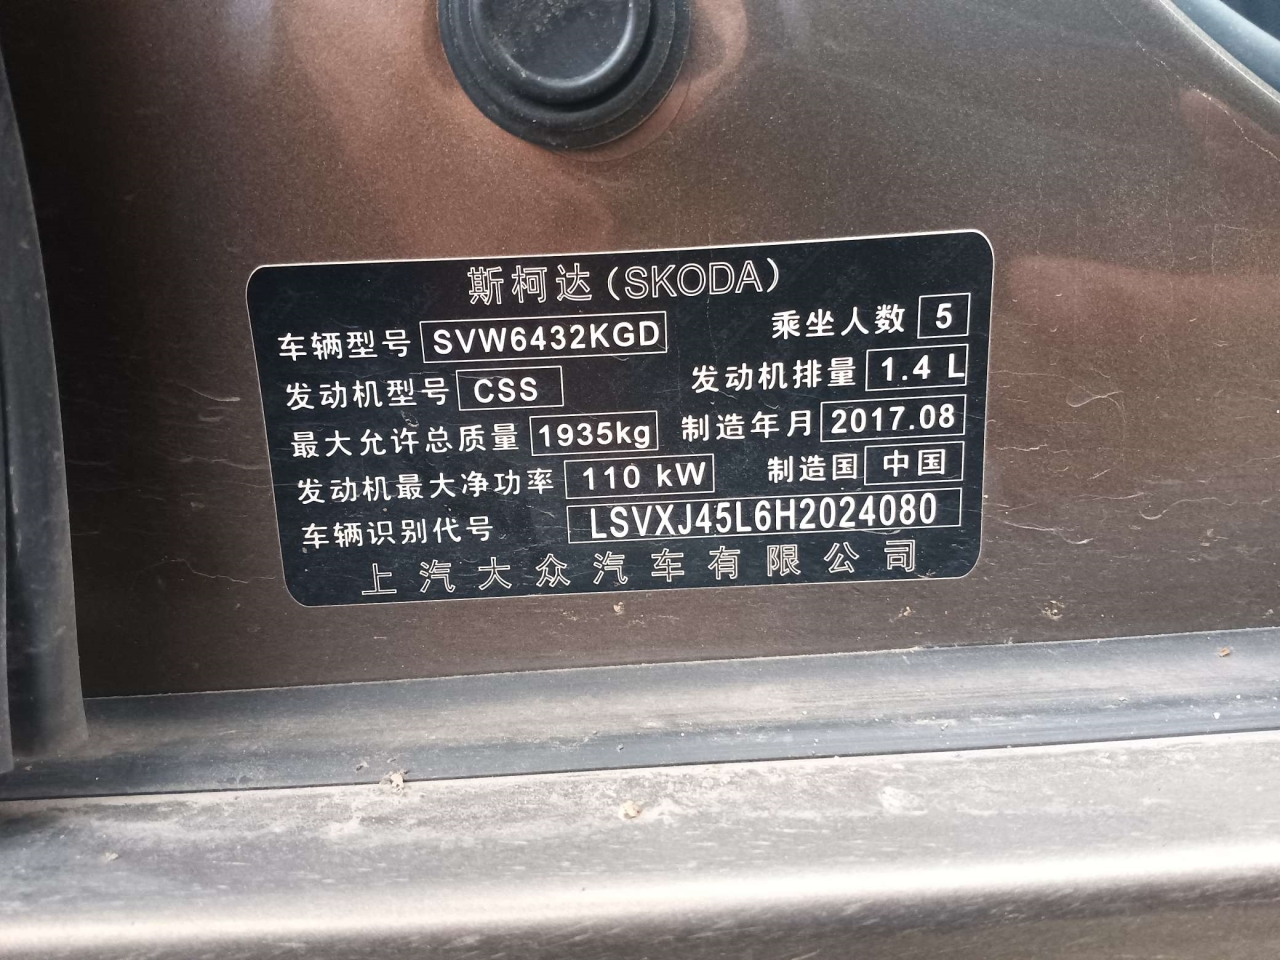 斯柯达(SKODA)
车辆型号 SVW6432KGD 乘坐人数 5
发动机型号 CSS 发动机排量 1.4 L
最大允许总质量 1935kg 制造年月 2017.08
发动机最大净功率 110 kW 制造国 中国
车辆识别代号 LSVXJ45L6H2024080
上汽大众汽车有限公司